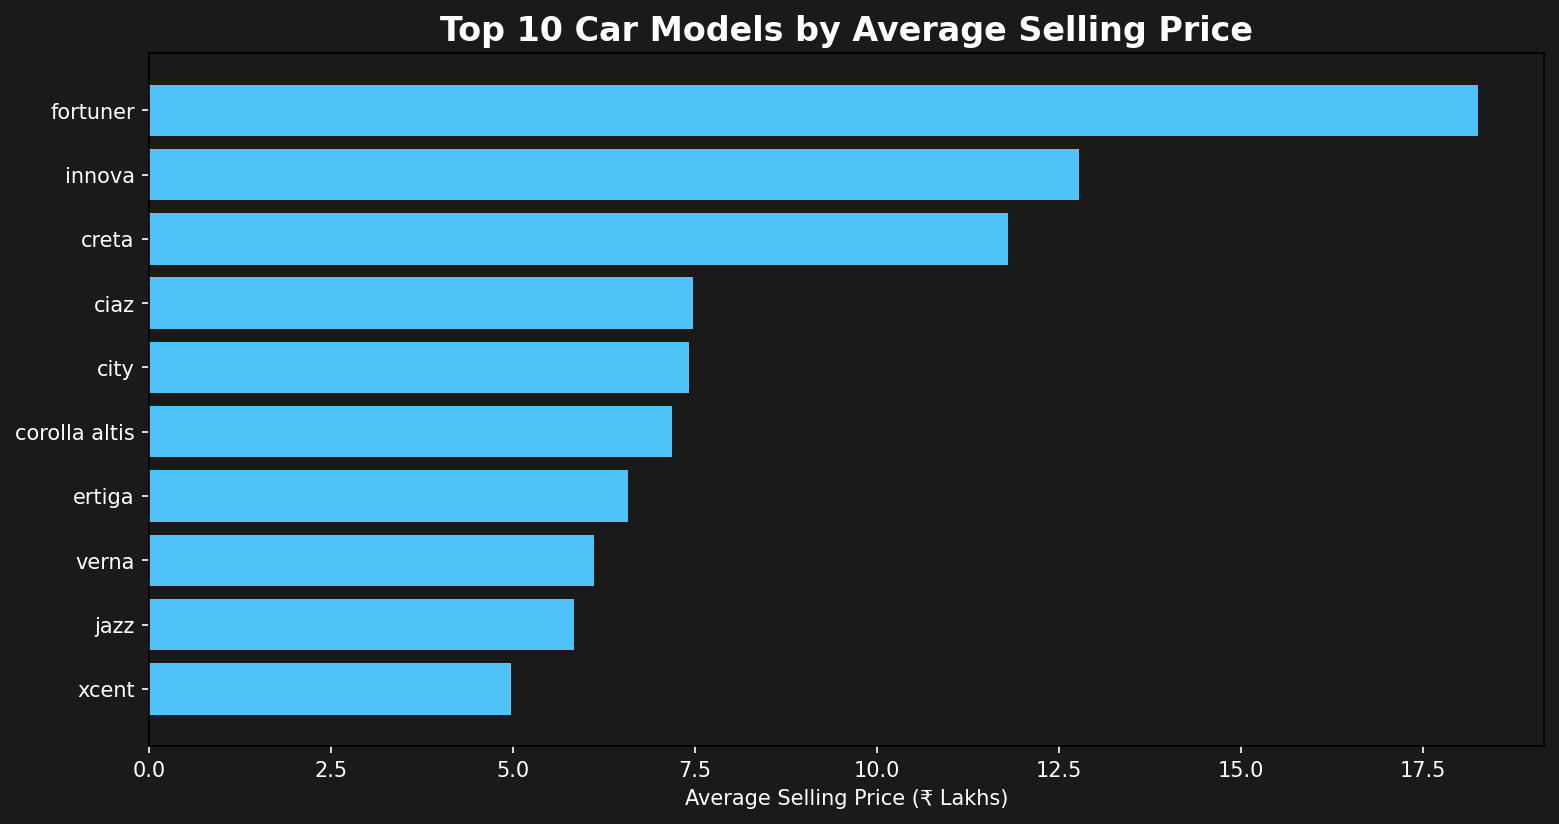 Top 10 Car Models by Average Selling Price
fortuner
innova
creta
ciaz
city
corolla altis
ertiga
verna
jazz
xcent
0.0 2.5 5.0 7.5 10.0 12.5 15.0 17.5
Average Selling Price (₹ Lakhs)